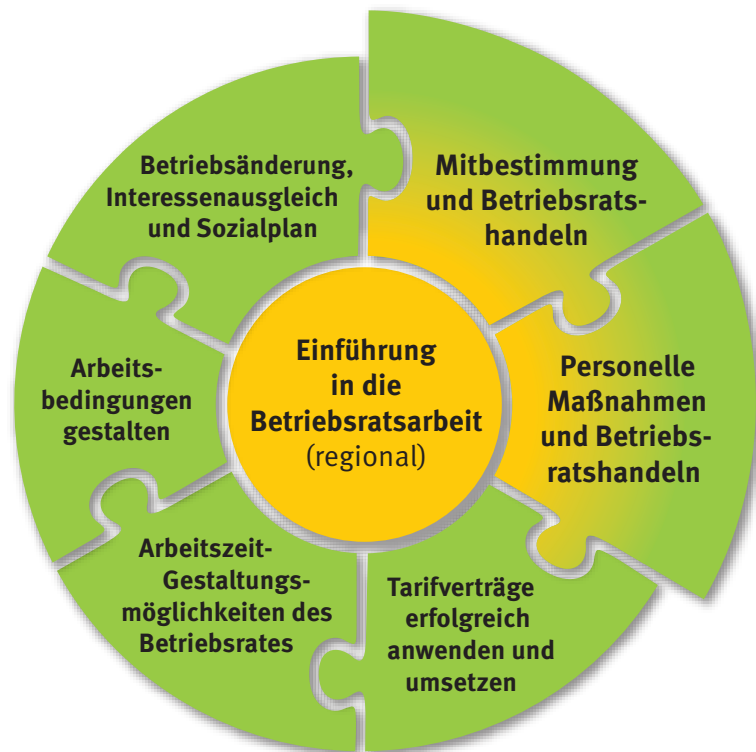 Betriebsänderung,
Interessenausgleich
und Sozialplan
Mitbestimmung
und Betriebsrats-
handeln
Einführung
in die
Betriebsratsarbeit
(regional)
Personelle
Maßnahmen
und Betriebs-
ratshandeln
Arbeits-
bedingungen
gestalten
Arbeitszeit-
Gestaltungs-
möglichkeiten des
Betriebsrates
Tarifverträge
erfolgreich
anwenden und
umsetzen